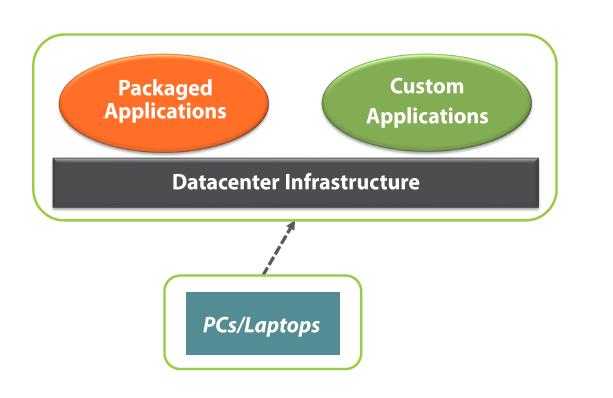 Packaged
Applications
Custom
Applications
Datacenter Infrastructure
PCs/Laptops